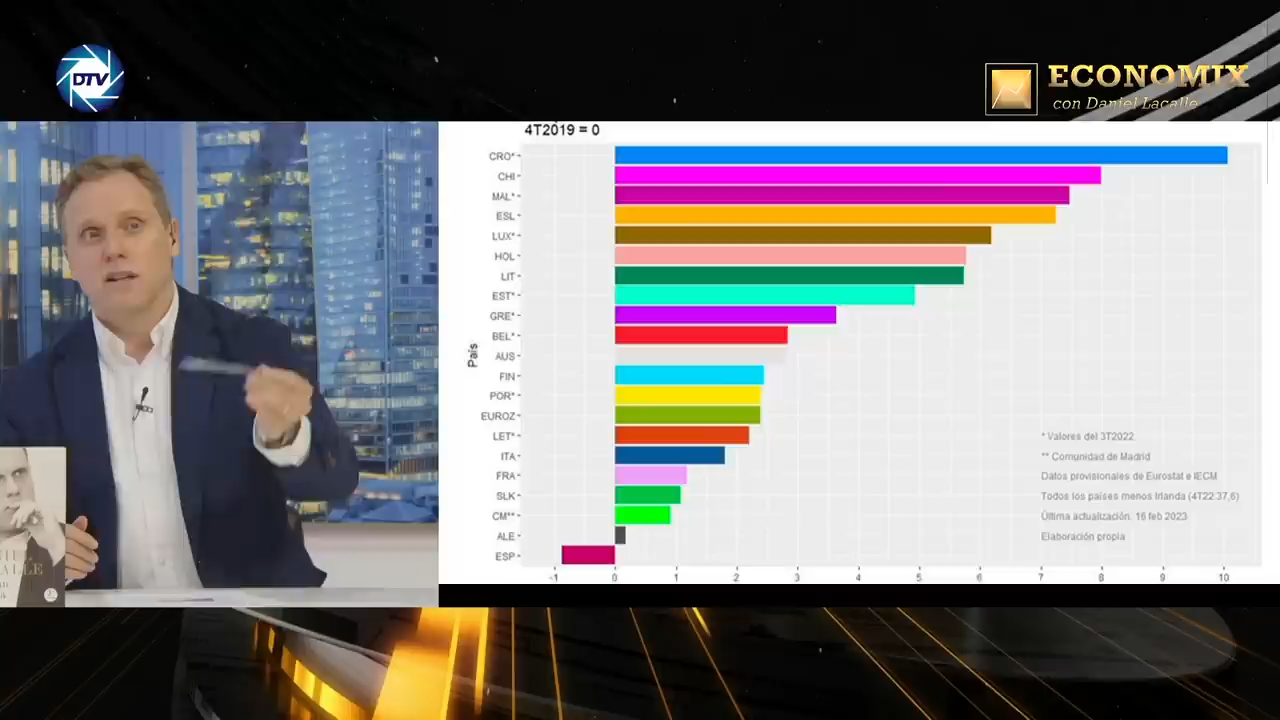 DTV
ECONOMIX
con Daniel Lacalle
4T2019 = 0
País
CRO*
CHI
MAL*
ESL
LUX*
HOL
LIT
EST*
GRE*
BEL*
AUS
FIN
POR*
EUROZ
LET*
ITA
FRA
SLK
CM**
ALE
ESP
* Valores del 3T2022
** Comunidad de Madrid
Datos provisionales de Eurostat e IECM
Todos los países menos Irlanda (4T22:37,6)
Última actualización: 16 feb 2023
Elaboración propia
-1 0 1 2 3 4 5 6 7 8 9 10